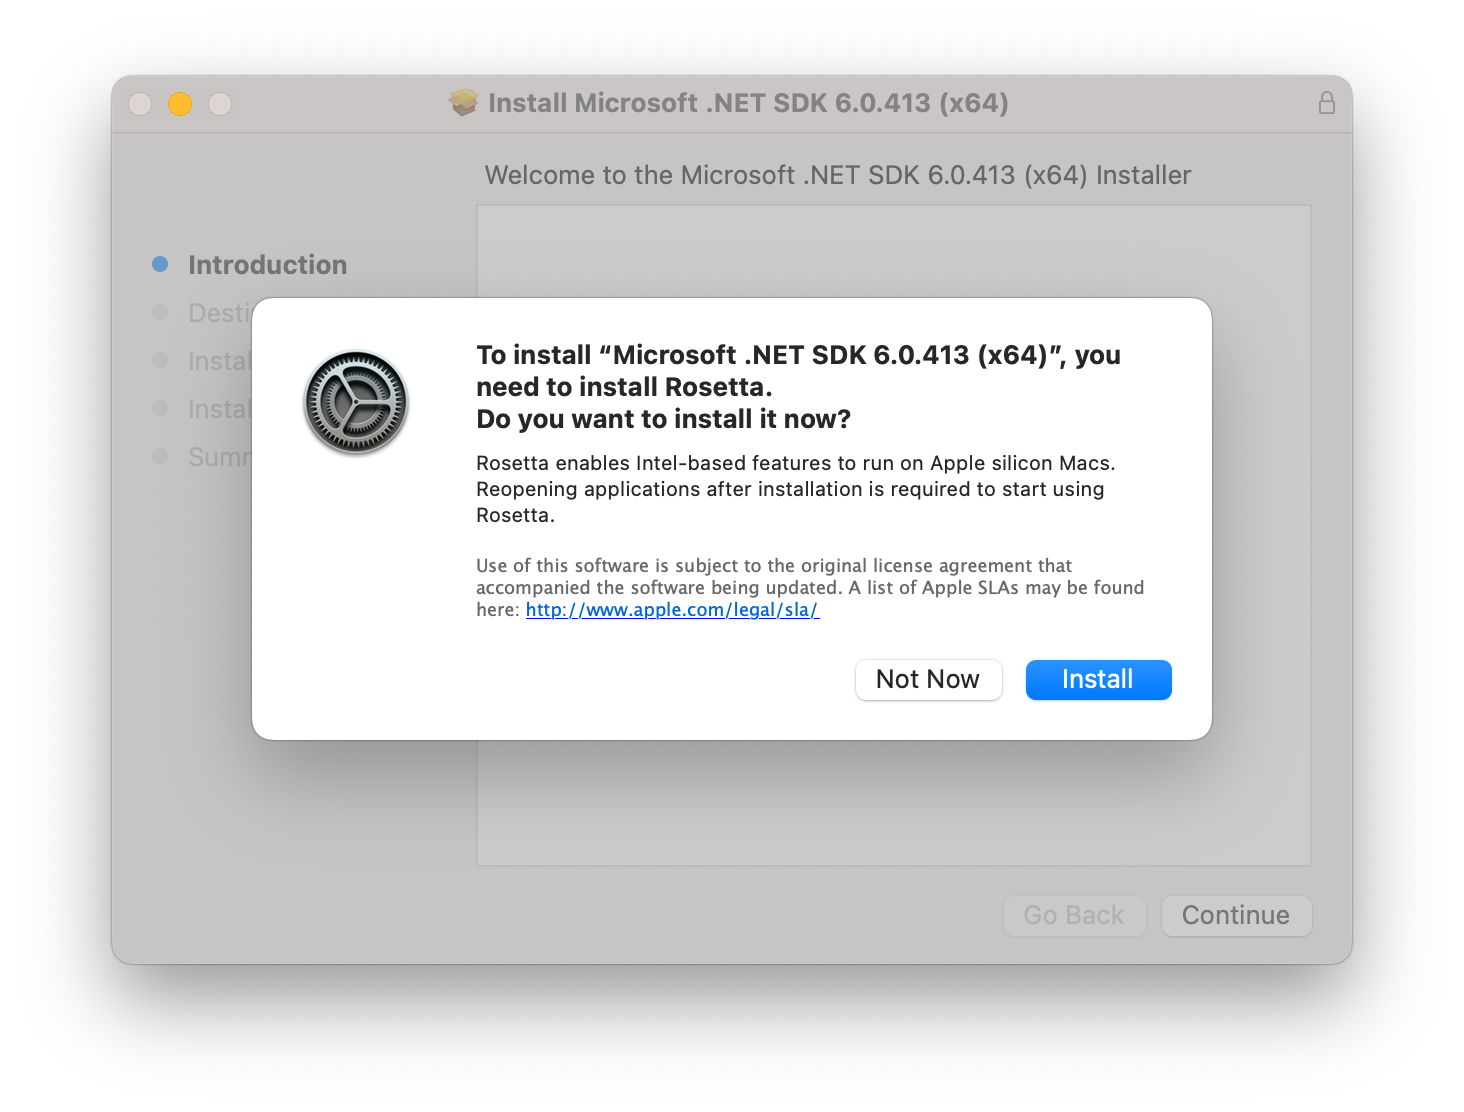 Install Microsoft .NET SDK 6.0.413 (x64)
Welcome to the Microsoft .NET SDK 6.0.413 (x64) Installer
Introduction
To install “Microsoft .NET SDK 6.0.413 (x64)”, you
need to install Rosetta.
Do you want to install it now?
Rosetta enables Intel-based features to run on Apple silicon Macs.
Reopening applications after installation is required to start using
Rosetta.
Use of this software is subject to the original license agreement that
accompanied the software being updated. A list of Apple SLAs may be found
here: http://www.apple.com/legal/sla/
Not Now
Install
Go Back
Continue